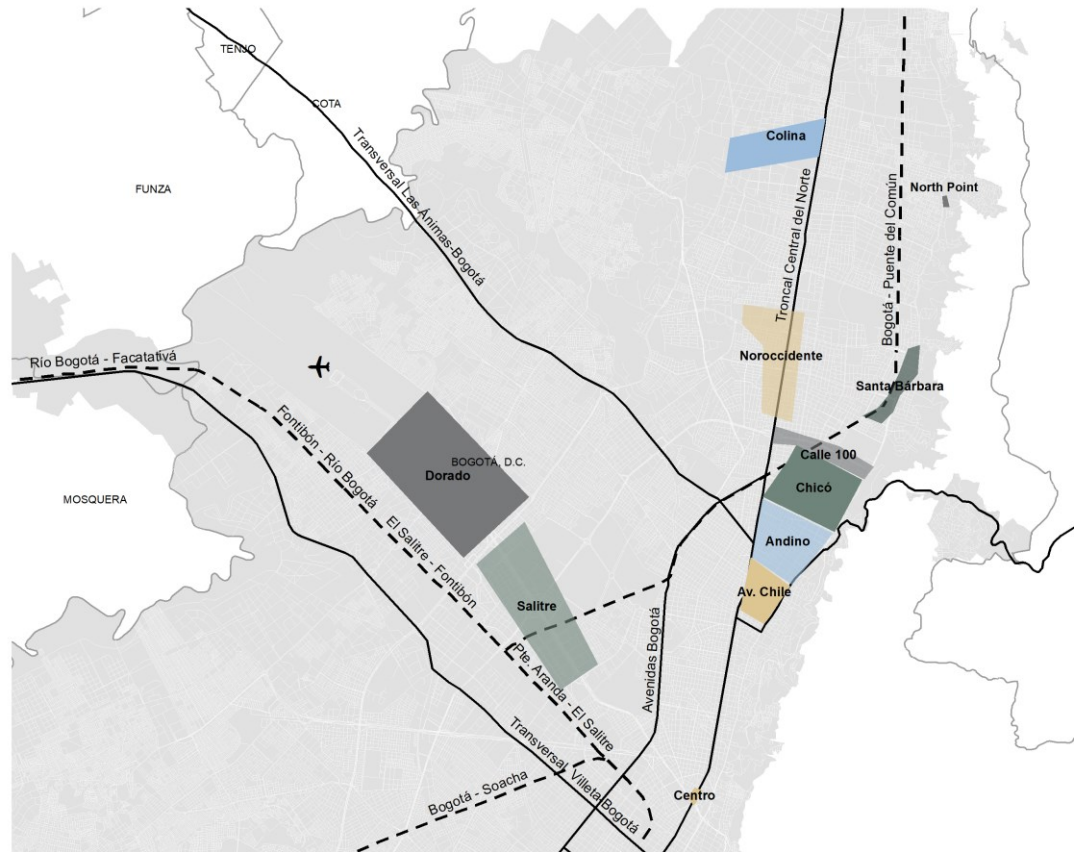 TENJO
COTA
Transversal Las Ánimas-Bogotá
Colina
FUNZA
North Point
Troncal Central del Norte
Bogotá - Puente del Común
Río Bogotá - Facatativá
Noroccidente
Santa Bárbara
Fontibón - Río Bogotá
Calle 100
BOGOTÁ, D.C.
Dorado
Chicó
MOSQUERA
El Salitre - Fontibón
Andino
Av. Chile
Salitre
Avenidas Bogotá
Pte. Aranda - El Salitre
Transversal Villeta Bogotá
Bogotá - Soacha
Centro